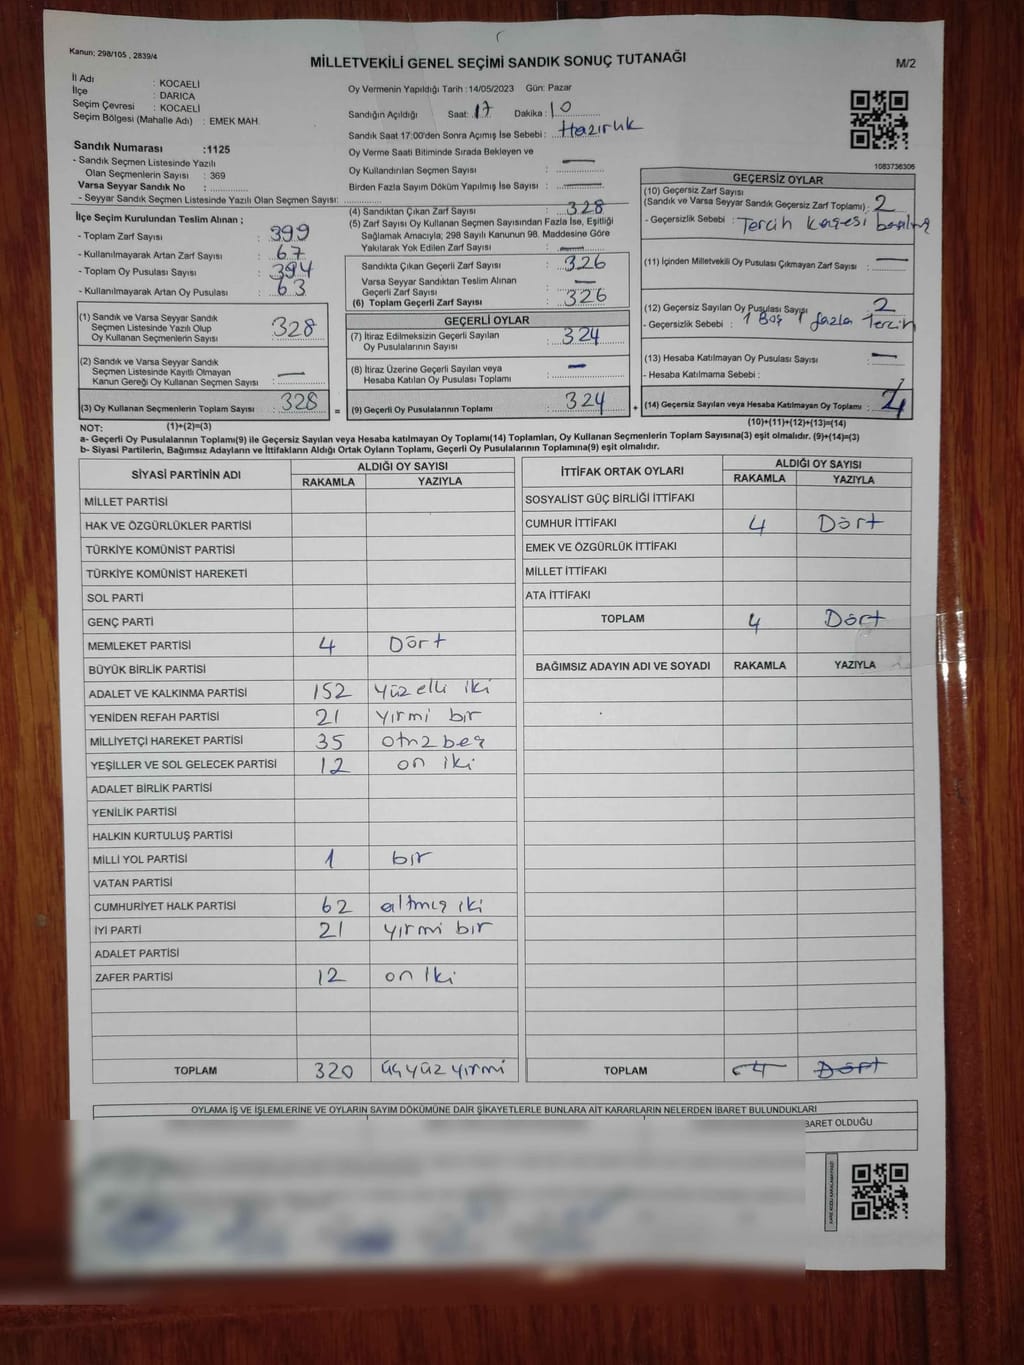 Kanun; 298/105 , 2839/4
MİLLETVEKİLİ GENEL SEÇİMİ SANDIK SONUÇ TUTANAĞI
M/2
İl Adı : KOCAELİ
İlçe : DARICA
Seçim Çevresi : KOCAELİ
Seçim Bölgesi (Mahalle Adı) : EMEK MAH.
Sandık Numarası :1125
- Sandık Seçmen Listesinde Yazılı
Olan Seçmenlerin Sayısı : 369
Varsa Seyyar Sandık No : ..............
- Seyyar Sandık Seçmen Listesinde Yazılı Olan Seçmen Sayısı: ..............
İlçe Seçim Kurulundan Teslim Alınan ;
- Toplam Zarf Sayısı : 399
- Kullanılmayarak Artan Zarf Sayısı : 67
- Toplam Oy Pusulası Sayısı : 394
- Kullanılmayarak Artan Oy Pusulası : 63
(1) Sandık ve Varsa Seyyar Sandık
Seçmen Listesinde Yazılı Olup
Oy Kullanan Seçmenlerin Sayısı : 328
(2) Sandık ve Varsa Seyyar Sandık
Seçmen Listesinde Kayıtlı Olmayan
Kanun Gereği Oy Kullanan Seçmen Sayısı : —
(3) Oy Kullanan Seçmenlerin Toplam Sayısı : 328
Oy Vermenin Yapıldığı Tarih :14/05/2023 Gün: Pazar
Sandığın Açıldığı Saat: 17 Dakika : 10
Sandık Saat 17:00'den Sonra Açımış İse Sebebi : Hazırlık
Oy Verme Saati Bitiminde Sırada Bekleyen ve
Oy Kullandırılan Seçmen Sayısı : —
Birden Fazla Sayım Döküm Yapılmış İse Sayısı : —
(4) Sandıktan Çıkan Zarf Sayısı : 328
(5) Zarf Sayısı Oy Kullanan Seçmen Sayısından Fazla İse, Eşitliği
Sağlamak Amacıyla; 298 Sayılı Kanunun 98. Maddesine Göre
Yakılarak Yok Edilen Zarf Sayısı : —
Sandıkta Çıkan Geçerli Zarf Sayısı : 326
Varsa Seyyar Sandıktan Teslim Alınan
Geçerli Zarf Sayısı : —
(6) Toplam Geçerli Zarf Sayısı : 326
GEÇERLİ OYLAR
(7) İtiraz Edilmeksizin Geçerli Sayılan
Oy Pusulalarının Sayısı : 324
(8) İtiraz Üzerine Geçerli Sayılan veya
Hesaba Katılan Oy Pusulası Toplamı : —
= (9) Geçerli Oy Pusulalarının Toplamı : 324 +
1083736306
GEÇERSİZ OYLAR
(10) Geçersiz Zarf Sayısı
(Sandık ve Varsa Seyyar Sandık Geçersiz Zarf Toplamı) : 2
- Geçersizlik Sebebi : Tercih kaşesi basılmış
(11) İçinden Milletvekili Oy Pusulası Çıkmayan Zarf Sayısı : —
(12) Geçersiz Sayılan Oy Pusulası Sayısı : 2
- Geçersizlik Sebebi : 1 Boş 1 fazla Tercih
(13) Hesaba Katılmayan Oy Pusulası Sayısı : —
- Hesaba Katılmama Sebebi :
(14) Geçersiz Sayılan veya Hesaba Katılmayan Oy Toplamı : 4
NOT: (1)+(2)=(3) (10)+(11)+(12)+(13)=(14)
a- Geçerli Oy Pusulalarının Toplamı(9) ile Geçersiz Sayılan veya Hesaba katılmayan Oy Toplamı(14) Toplamları, Oy Kullanan Seçmenlerin Toplam Sayısına(3) eşit olmalıdır. (9)+(14)=(3)
b- Siyasi Partilerin, Bağımsız Adayların ve İttifakların Aldığı Ortak Oyların Toplamı, Geçerli Oy Pusulalarının Toplamına(9) eşit olmalıdır.
SİYASİ PARTİNİN ADI ALDIĞI OY SAYISI
RAKAMLA YAZIYLA
MİLLET PARTİSİ
HAK VE ÖZGÜRLÜKLER PARTİSİ
TÜRKİYE KOMÜNİST PARTİSİ
TÜRKİYE KOMÜNİST HAREKETİ
SOL PARTİ
GENÇ PARTİ
MEMLEKET PARTİSİ 4 Dört
BÜYÜK BİRLİK PARTİSİ
ADALET VE KALKINMA PARTİSİ 152 yüz elli iki
YENİDEN REFAH PARTİSİ 21 yirmi bir
MİLLİYETÇİ HAREKET PARTİSİ 35 otuz beş
YEŞİLLER VE SOL GELECEK PARTİSİ 12 on iki
ADALET BİRLİK PARTİSİ
YENİLİK PARTİSİ
HALKIN KURTULUŞ PARTİSİ
MİLLİ YOL PARTİSİ 1 bir
VATAN PARTİSİ
CUMHURİYET HALK PARTİSİ 62 altmış iki
İYİ PARTİ 21 yirmi bir
ADALET PARTİSİ
ZAFER PARTİSİ 12 on iki
TOPLAM 320 üçyüz yirmi
İTTİFAK ORTAK OYLARI ALDIĞI OY SAYISI
RAKAMLA YAZIYLA
SOSYALİST GÜÇ BİRLİĞİ İTTİFAKI
CUMHUR İTTİFAKI 4 Dört
EMEK VE ÖZGÜRLÜK İTTİFAKI
MİLLET İTTİFAKI
ATA İTTİFAKI
TOPLAM 4 Dört
BAĞIMSIZ ADAYIN ADI VE SOYADI RAKAMLA YAZIYLA
TOPLAM 4 Dört
OYLAMA İŞ VE İŞLEMLERİNE VE OYLARIN SAYIM DÖKÜMÜNE DAİR ŞİKAYETLERLE BUNLARA AİT KARARLARIN NELERDEN İBARET BULUNDUKLARI
BARET OLDUĞU